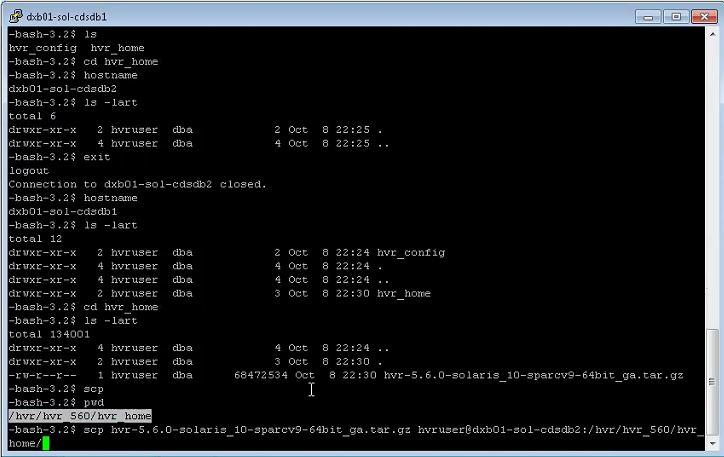 dxb01-sol-cdsdb1
-bash-3.2$ ls
hvr_config  hvr_home
-bash-3.2$ cd hvr_home
-bash-3.2$ hostname
dxb01-sol-cdsdb2
-bash-3.2$ ls -lart
total 6
drwxr-xr-x   2 hvruser  dba            2 Oct  8 22:25 .
drwxr-xr-x   4 hvruser  dba            4 Oct  8 22:25 ..
-bash-3.2$ exit
logout
Connection to dxb01-sol-cdsdb2 closed.
-bash-3.2$ hostname
dxb01-sol-cdsdb1
-bash-3.2$ ls -lart
total 12
drwxr-xr-x   2 hvruser  dba            2 Oct  8 22:24 hvr_config
drwxr-xr-x   4 hvruser  dba            4 Oct  8 22:24 .
drwxr-xr-x   4 hvruser  dba            4 Oct  8 22:24 ..
drwxr-xr-x   2 hvruser  dba            3 Oct  8 22:30 hvr_home
-bash-3.2$ cd hvr_home
-bash-3.2$ ls -lart
total 134001
drwxr-xr-x   4 hvruser  dba            4 Oct  8 22:24 ..
drwxr-xr-x   2 hvruser  dba            3 Oct  8 22:30 .
-rw-r--r--   1 hvruser  dba      68472534 Oct  8 22:30 hvr-5.6.0-solaris_10-sparcv9-64bit_ga.tar.gz
-bash-3.2$ scp
-bash-3.2$ pwd
/hvr/hvr_560/hvr_home
-bash-3.2$ scp hvr-5.6.0-solaris_10-sparcv9-64bit_ga.tar.gz hvruser@dxb01-sol-cdsdb2:/hvr/hvr_560/hvr_
home/